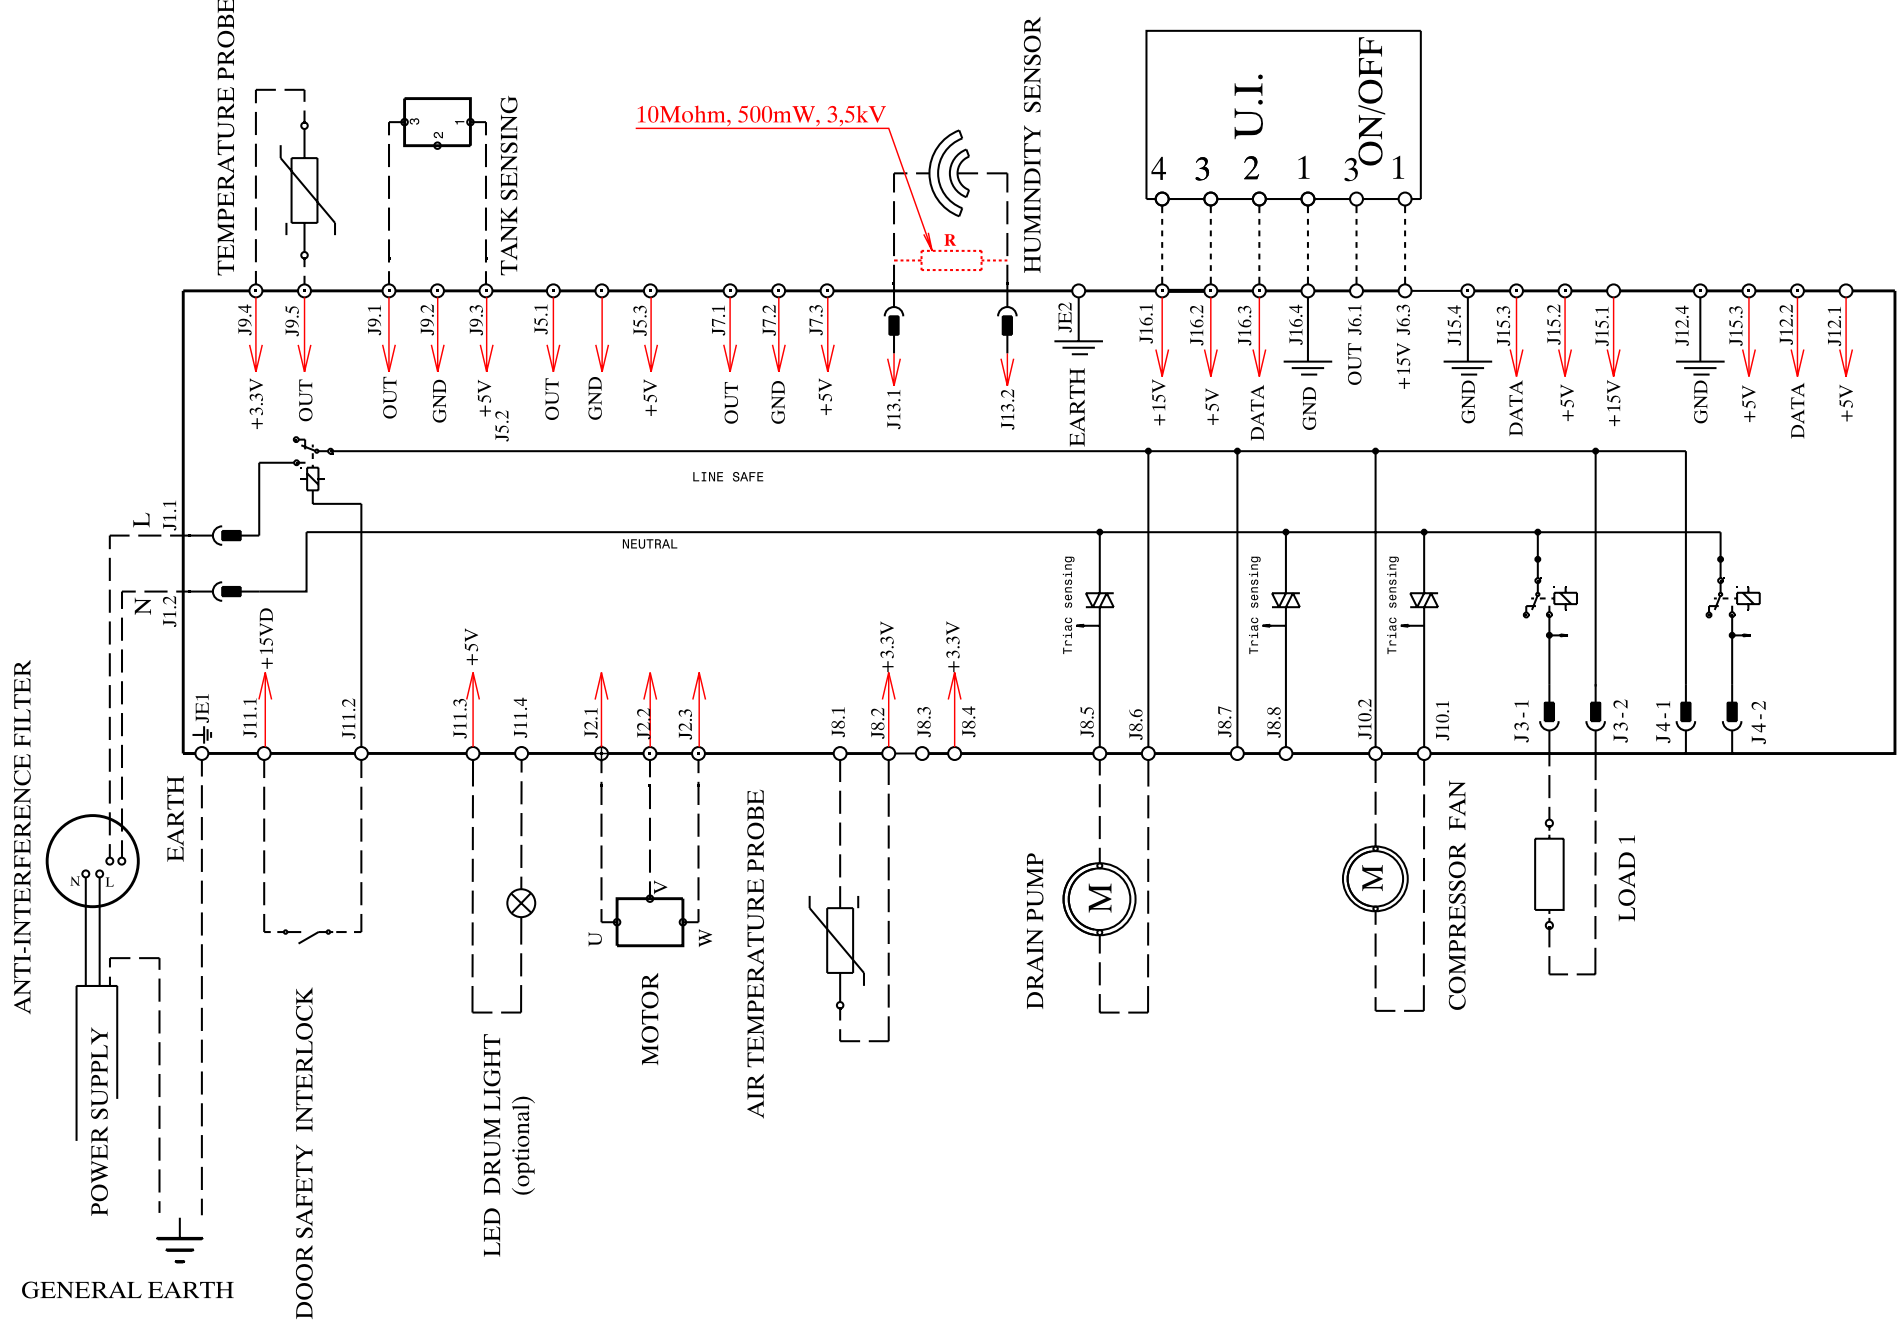 TEMPERATURE PROBE
TANK SENSING
3
2
1
10Mohm, 500mW, 3,5kV
R
HUMINDITY SENSOR
U.I.
ON/OFF
4
3
2
1
3
1
J9.4
J9.5
J9.1
J9.2
J9.3
J5.1
J5.3
J7.1
J7.2
J7.3
JE2
J16.1
J16.2
J16.3
J16.4
J6.1
J6.3
J15.4
J15.3
J15.2
J15.1
J12.4
J15.3
J12.2
J12.1
+3.3V
OUT
OUT
GND
+5V
J5.2
OUT
GND
+5V
OUT
GND
+5V
J13.1
J13.2
EARTH
+15V
+5V
DATA
GND
OUT
+15V
GND
DATA
+5V
+15V
GND
+5V
DATA
+5V
LINE SAFE
NEUTRAL
L
J1.1
N
J1.2
Triac sensing
Triac sensing
Triac sensing
+15VD
+5V
+3.3V
+3.3V
JE1
J11.1
J11.2
J11.3
J11.4
J2.1
J2.2
J2.3
J8.1
J8.2
J8.3
J8.4
J8.5
J8.6
J8.7
J8.8
J10.2
J10.1
J3-1
J3-2
J4-1
J4-2
ANTI-INTERFERENCE FILTER
N
L
EARTH
POWER SUPPLY
GENERAL EARTH
DOOR SAFETY INTERLOCK
LED DRUM LIGHT
(optional)
U
V
W
MOTOR
AIR TEMPERATURE PROBE
DRAIN PUMP
M
M
COMPRESSOR FAN
LOAD 1